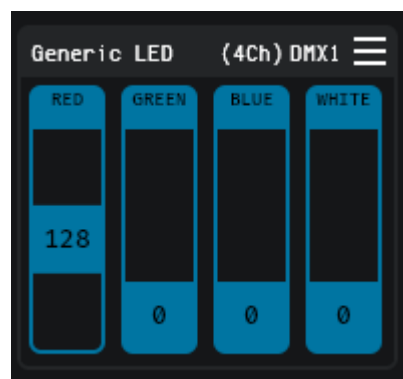 Generic LED (4Ch) DMX1
RED GREEN BLUE WHITE
128
0 0 0